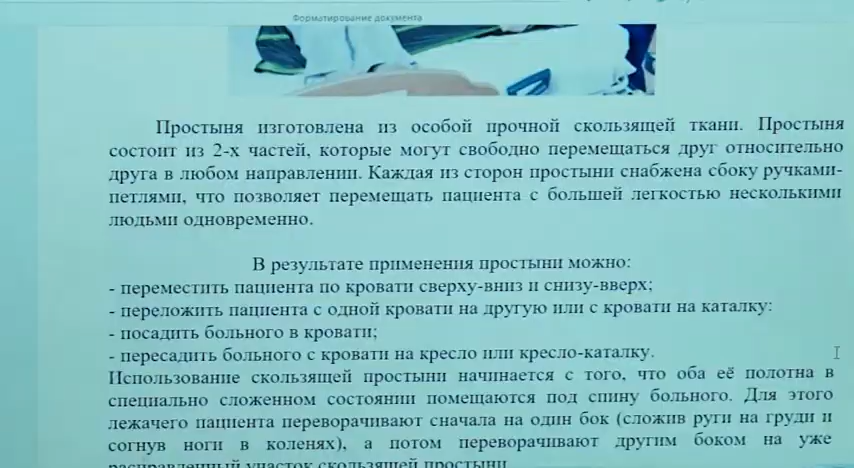 Форматирование документа
Простыня изготовлена из особой прочной скользящей ткани. Простыня
состоит из 2-х частей, которые могут свободно перемещаться друг относительно
друга в любом направлении. Каждая из сторон простыни снабжена сбоку ручками-
петлями, что позволяет перемещать пациента с большей легкостью несколькими
людьми одновременно.
В результате применения простыни можно:
- переместить пациента по кровати сверху-вниз и снизу-вверх;
- переложить пациента с одной кровати на другую или с кровати на каталку:
- посадить больного в кровати;
- пересадить больного с кровати на кресло или кресло-каталку.
Использование скользящей простыни начинается с того, что оба её полотна в
специально сложенном состоянии помещаются под спину больного. Для этого
лежачего пациента переворачивают сначала на один бок (сложив руги на груди и
согнув ноги в коленях), а потом переворачивают другим боком на уже
расправленный участок скользящей простыни